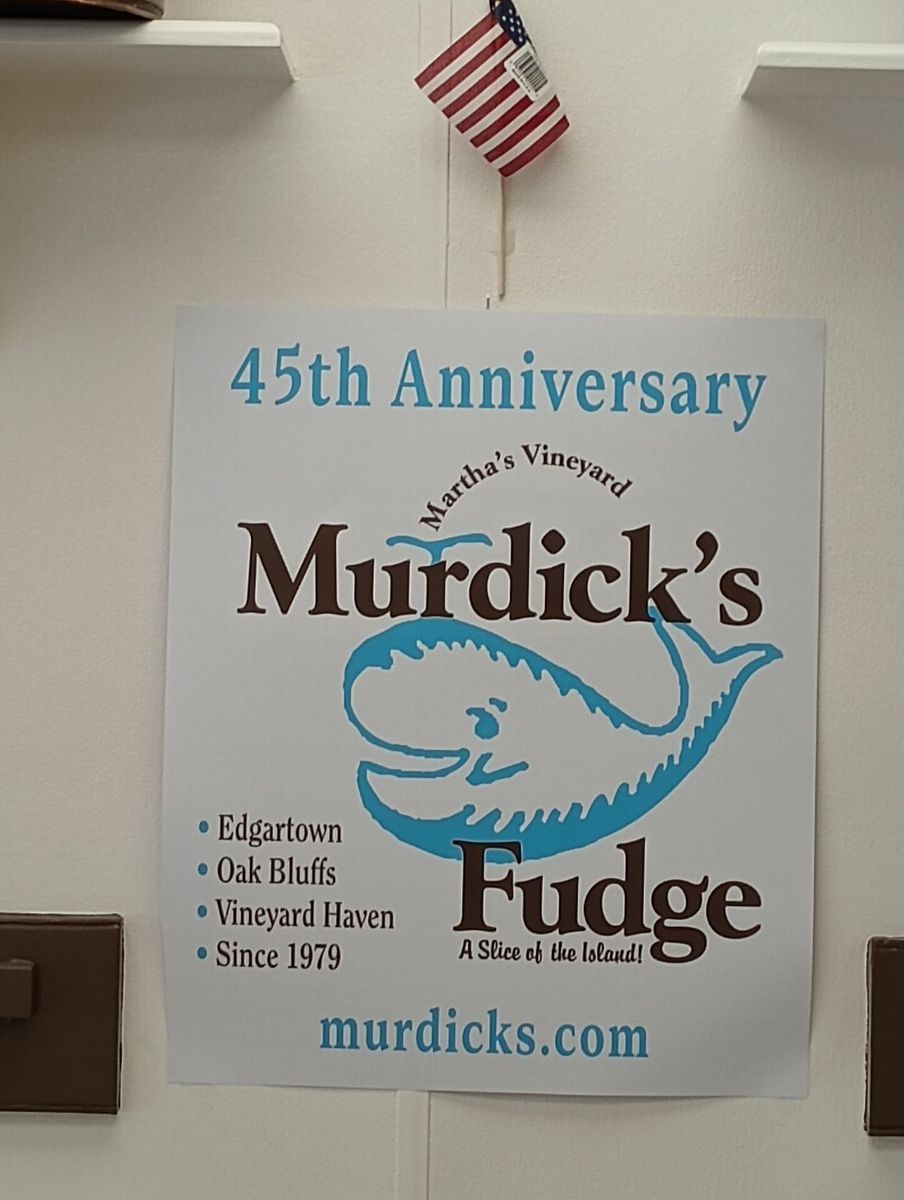 45th Anniversary
Martha's Vineyard
Murdick's
Fudge
A Slice of the Island!
• Edgartown
• Oak Bluffs
• Vineyard Haven
• Since 1979
murdicks.com